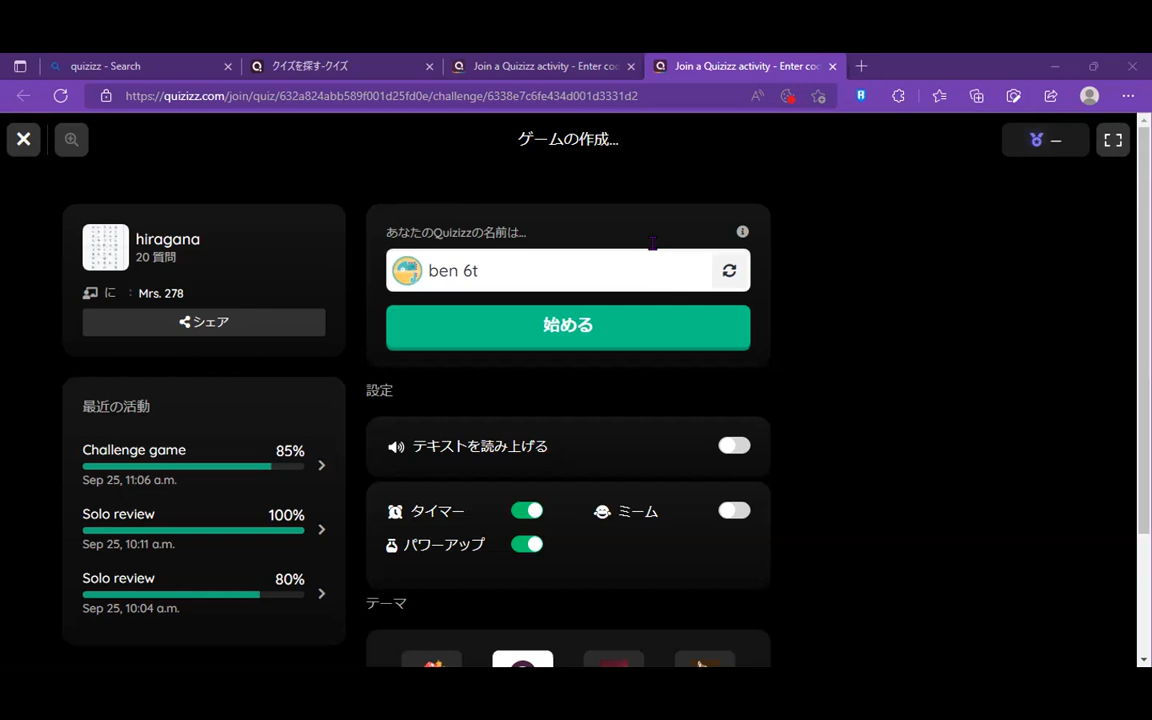 quizizz - Search
クイズを探す-クイズ
Join a Quizizz activity - Enter co
Join a Quizizz activity - Enter co
https://quizizz.com/join/quiz/632a824abb589f001d25fd0e/challenge/6338e7c6fe434d001d3331d2
ゲームの作成...
hiragana
20 質問
に : Mrs. 278
シェア
最近の活動
Challenge game 85%
Sep 25, 11:06 a.m.
Solo review 100%
Sep 25, 10:11 a.m.
Solo review 80%
Sep 25, 10:04 a.m.
あなたのQuizizzの名前は...
ben 6t
始める
設定
テキストを読み上げる
タイマー
ミーム
パワーアップ
テーマ